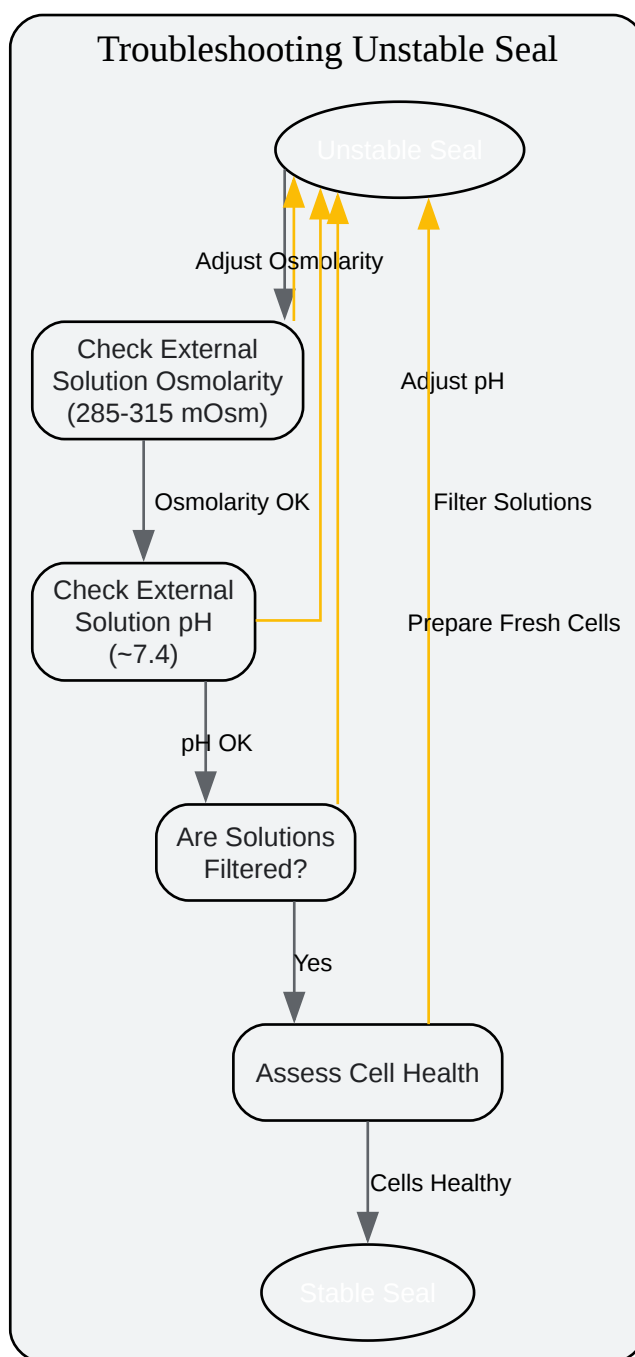 Troubleshooting Unstable Seal
Unstable Seal
Adjust Osmolarity
Check External
Solution Osmolarity
(285-315 mOsm)
Adjust pH
Osmolarity OK
Filter Solutions
Check External
Solution pH
(~7.4)
Prepare Fresh Cells
pH OK
Are Solutions
Filtered?
Yes
Assess Cell Health
Cells Healthy
Stable Seal